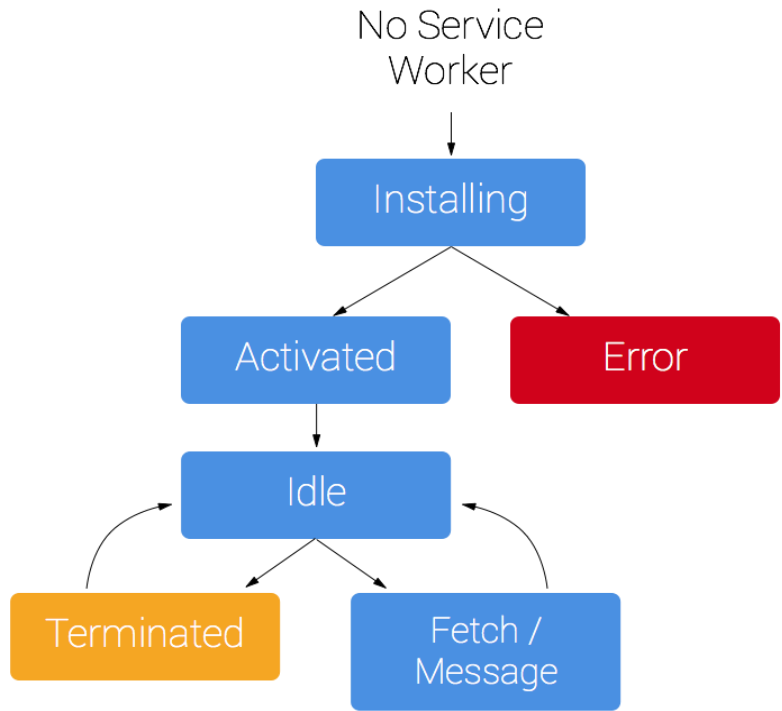 No Service
Worker
Installing
Activated
Error
Idle
Terminated
Fetch /
Message